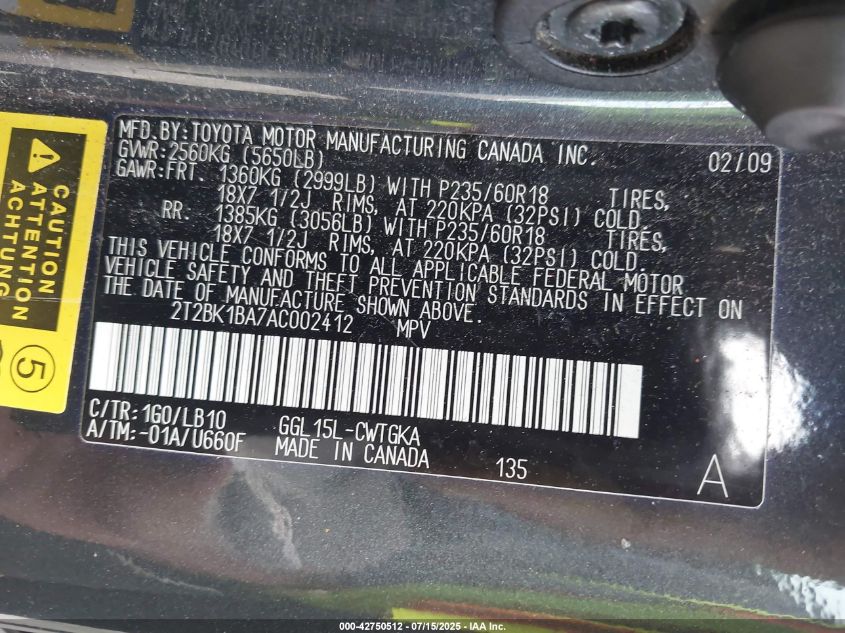 MFD.BY:TOYOTA MOTOR MANUFACTURING CANADA INC. 02/09
GVWR:2560KG (5650LB)
GAWR:FRT. 1360KG (2999LB) WITH P235/60R18 TIRES,
18X7 1/2J RIMS, AT 220KPA (32PSI) COLD
RR. 1385KG (3056LB) WITH P235/60R18 TIRES,
18X7 1/2J RIMS, AT 220KPA (32PSI) COLD
THIS VEHICLE CONFORMS TO ALL APPLICABLE FEDERAL MOTOR
VEHICLE SAFETY AND THEFT PREVENTION STANDARDS IN EFFECT ON
THE DATE OF MANUFACTURE SHOWN ABOVE.
2T2BK1BA7AC002412 MPV
C/TR:1G0/LB10 GGL15L-CWTGKA
A/TM:-01A/U660F MADE IN CANADA 135 A
CAUTION
ATTENTION
ACHTUNG
5
000-42750512 - 07/15/2025 - IAA Inc.